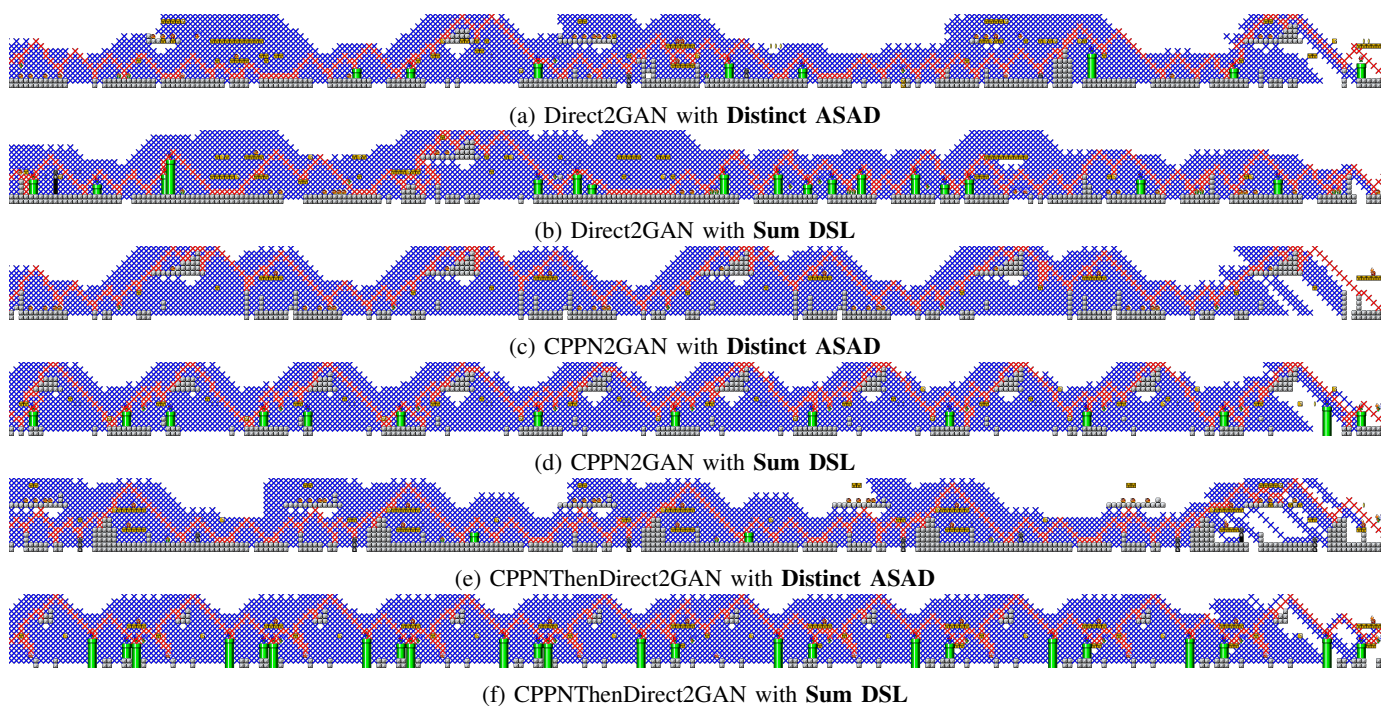 (a) Direct2GAN with Distinct ASAD
(b) Direct2GAN with Sum DSL
(c) CPPN2GAN with Distinct ASAD
(d) CPPN2GAN with Sum DSL
(e) CPPNThenDirect2GAN with Distinct ASAD
(f) CPPNThenDirect2GAN with Sum DSL